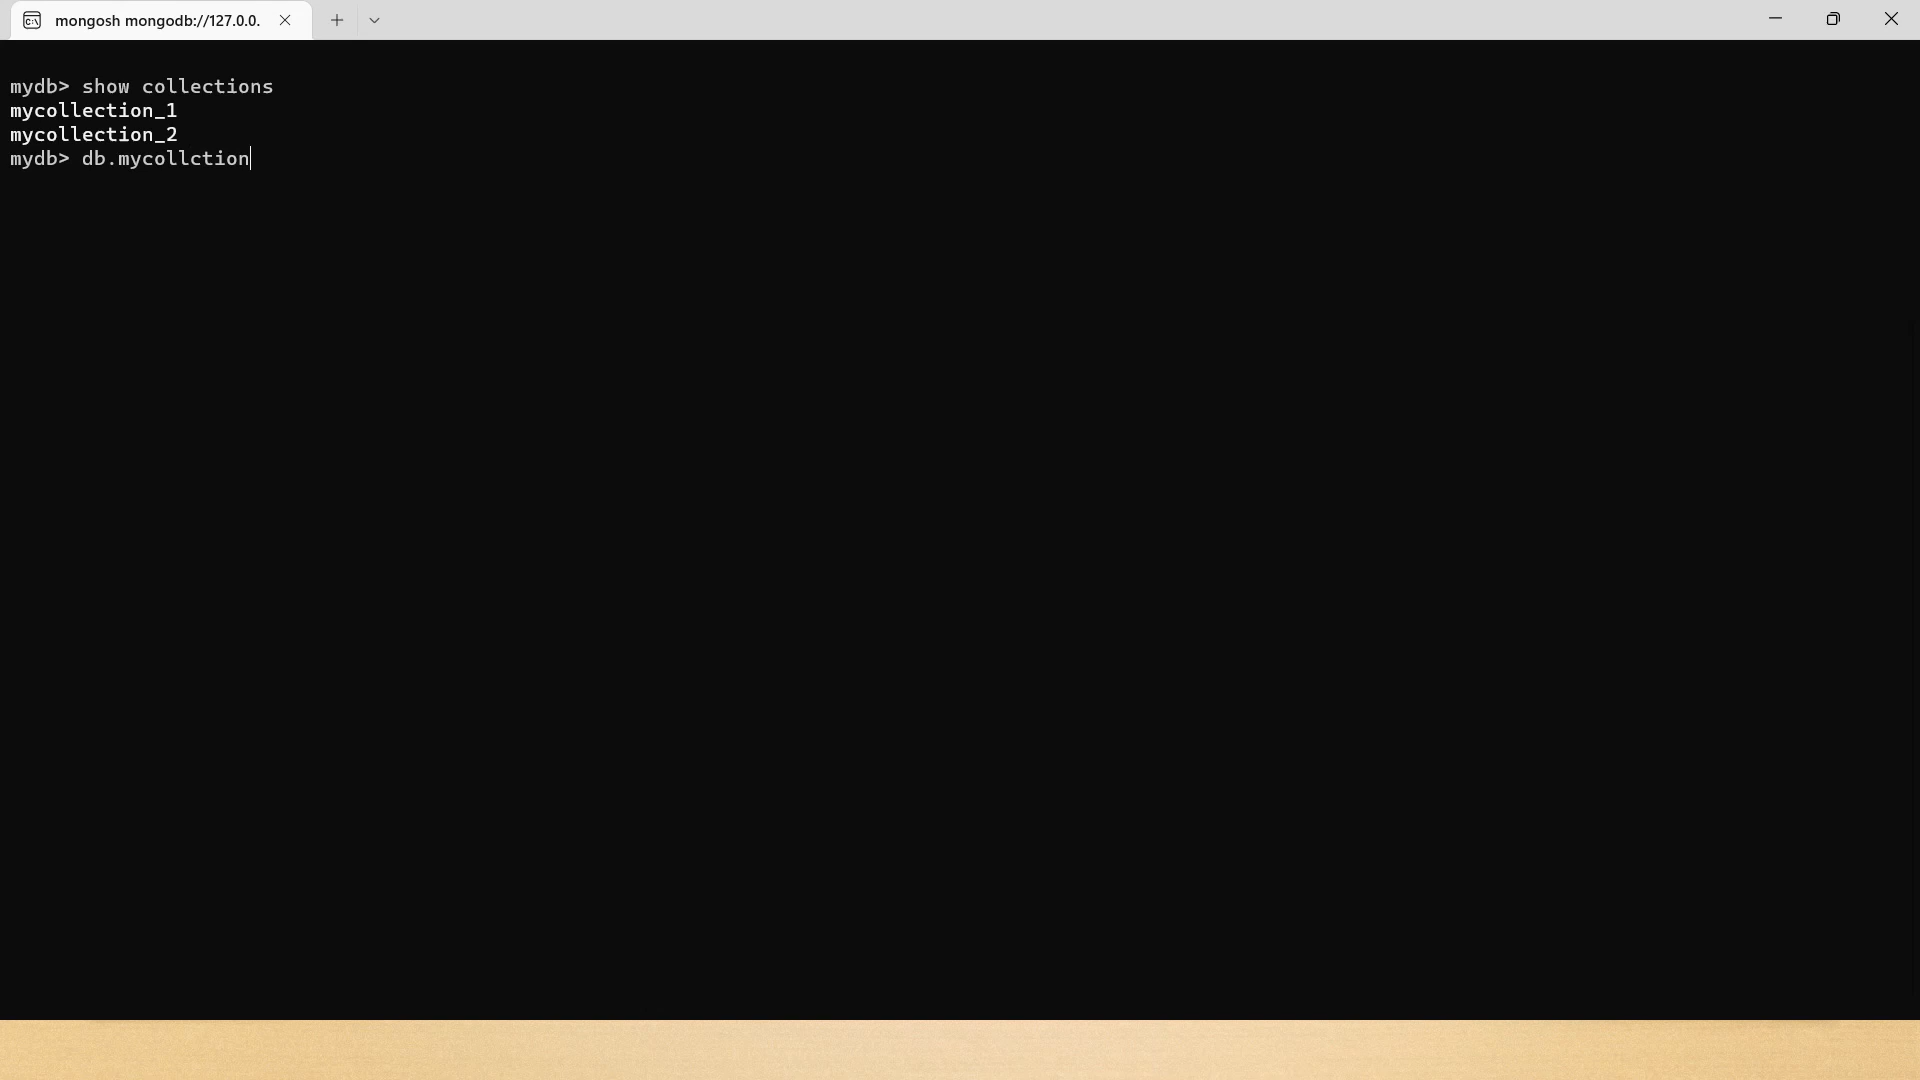 mongosh mongodb://127.0.0.
mydb> show collections
mycollection_1
mycollection_2
mydb> db.mycollction